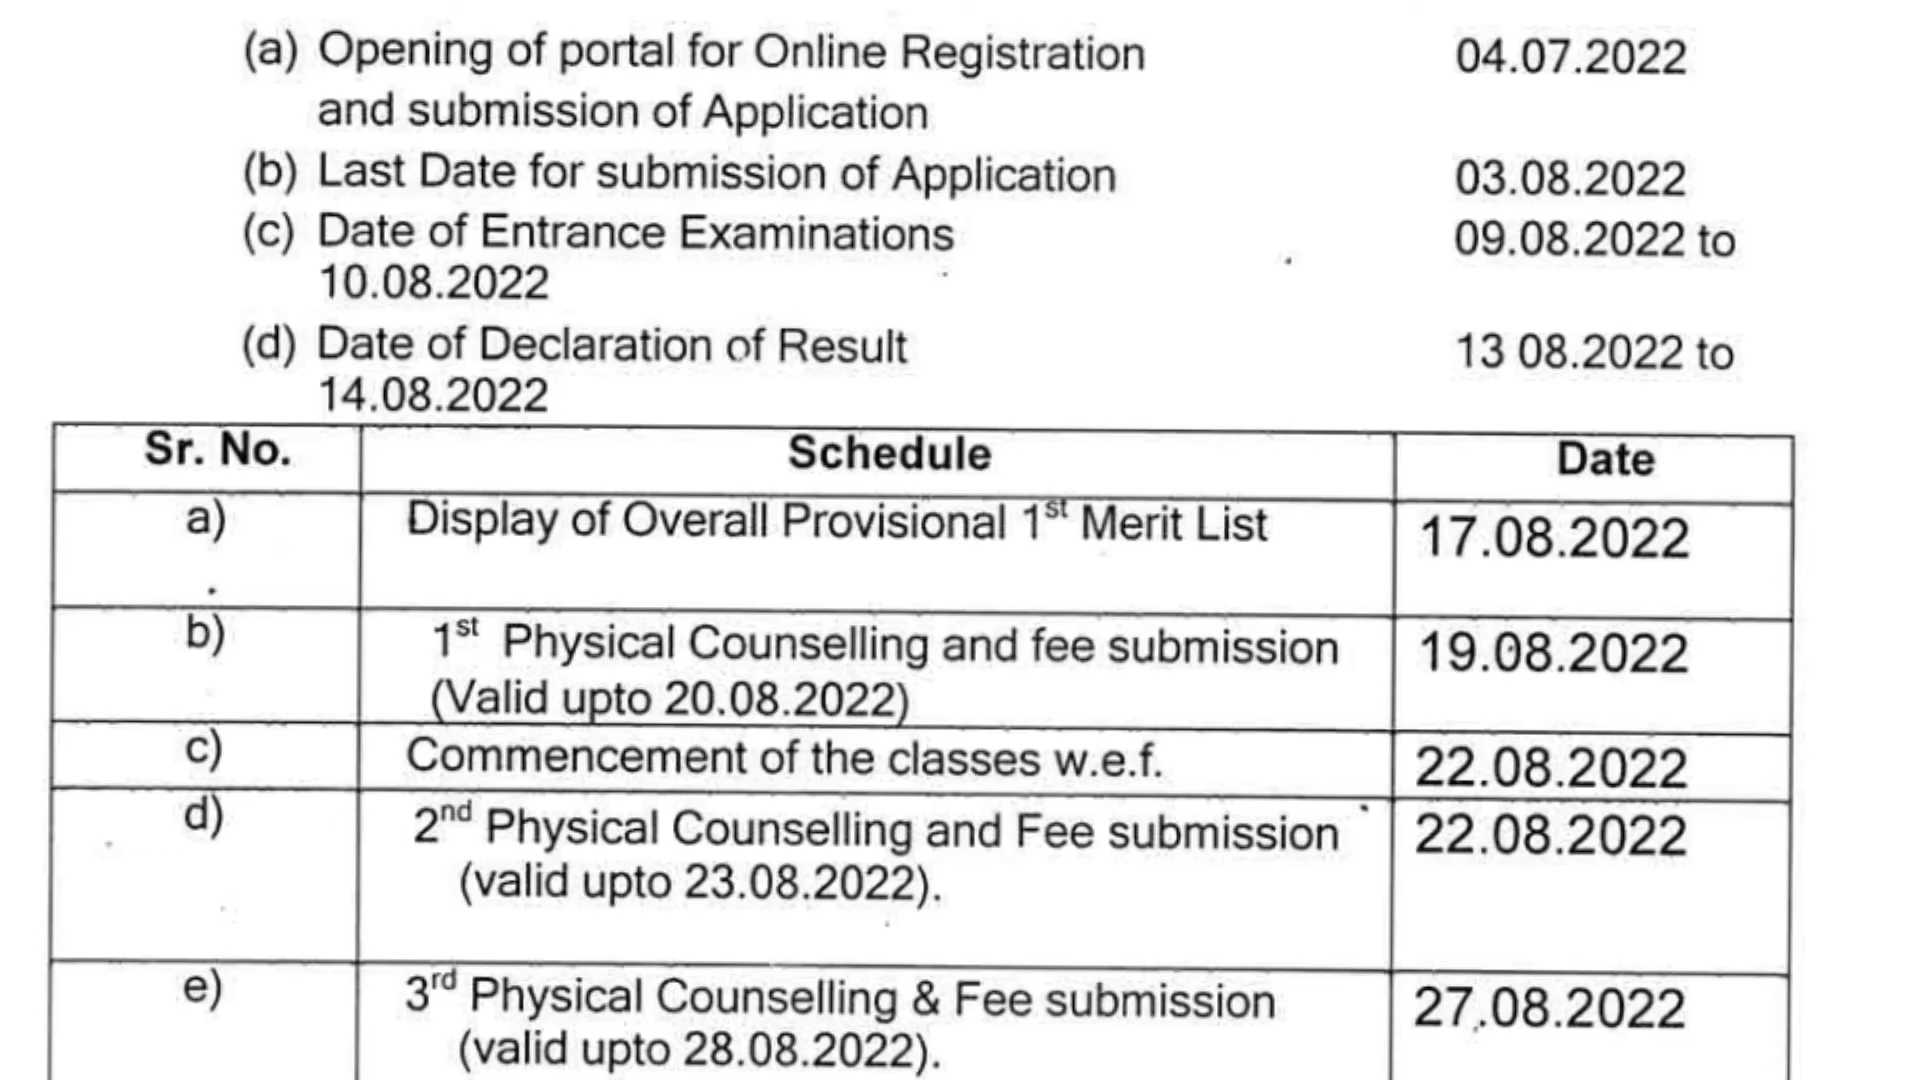 (a) Opening of portal for Online Registration 04.07.2022
and submission of Application
(b) Last Date for submission of Application 03.08.2022
(c) Date of Entrance Examinations 09.08.2022 to
10.08.2022
(d) Date of Declaration of Result 13 08.2022 to
14.08.2022
Sr. No. Schedule Date
a) Display of Overall Provisional 1st Merit List 17.08.2022
b) 1st Physical Counselling and fee submission 19.08.2022
(Valid upto 20.08.2022)
c) Commencement of the classes w.e.f. 22.08.2022
d) 2nd Physical Counselling and Fee submission 22.08.2022
(valid upto 23.08.2022).
e) 3rd Physical Counselling & Fee submission 27.08.2022
(valid upto 28.08.2022).